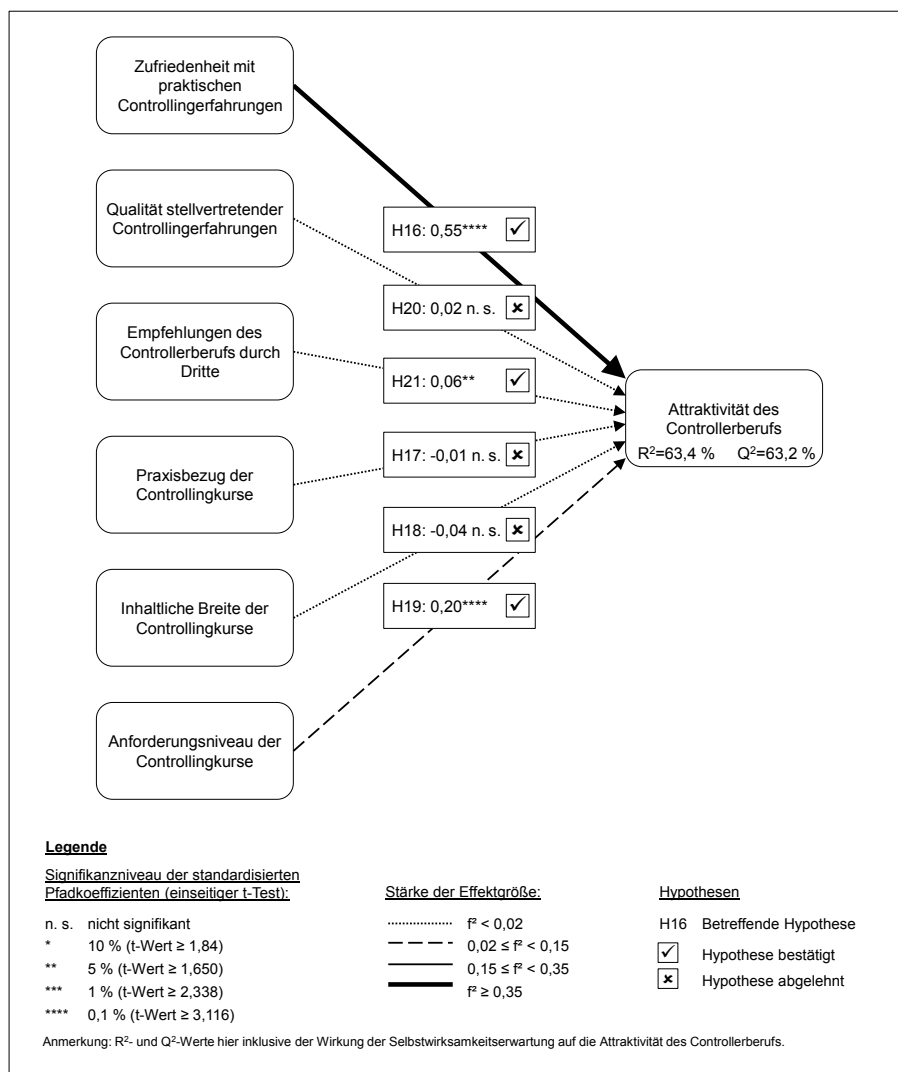 Zufriedenheit mit
praktischen
Controllingerfahrungen
Qualität stellvertretender
Controllingerfahrungen
Empfehlungen des
Controllerberufs durch
Dritte
Praxisbezug der
Controllingkurse
Inhaltliche Breite der
Controllingkurse
Anforderungsniveau der
Controllingkurse
H16: 0,55****
H20: 0,02 n. s.
H21: 0,06**
H17: -0,01 n. s.
H18: -0,04 n. s.
H19: 0,20****
Attraktivität des
Controllerberufs
R²=63,4 % Q²=63,2 %
Legende
Signifikanzniveau der standardisierten
Pfadkoeffizienten (einseitiger t-Test):
n. s. nicht signifikant
* 10 % (t-Wert ≥ 1,84)
** 5 % (t-Wert ≥ 1,650)
*** 1 % (t-Wert ≥ 2,338)
**** 0,1 % (t-Wert ≥ 3,116)
Stärke der Effektgröße:
f² < 0,02
0,02 ≤ f² < 0,15
0,15 ≤ f² < 0,35
f² ≥ 0,35
Hypothesen
H16 Betreffende Hypothese
Hypothese bestätigt
Hypothese abgelehnt
Anmerkung: R²- und Q²-Werte hier inklusive der Wirkung der Selbstwirksamkeitserwartung auf die Attraktivität des Controllerberufs.